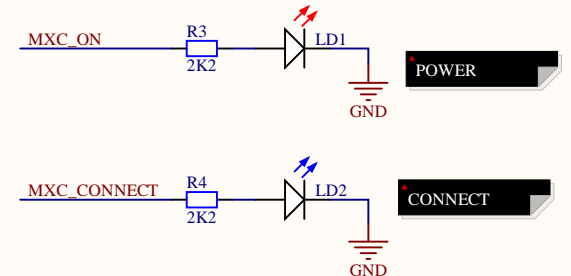 MXC_ON
R3
2K2
LD1
GND
POWER
MXC_CONNECT
R4
2K2
LD2
GND
CONNECT